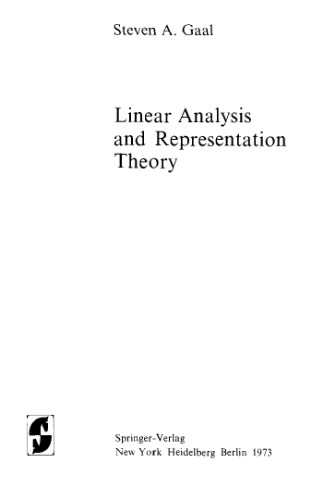 Steven A. Gaal
Linear Analysis
and Representation
Theory
Springer-Verlag
New York Heidelberg Berlin 1973